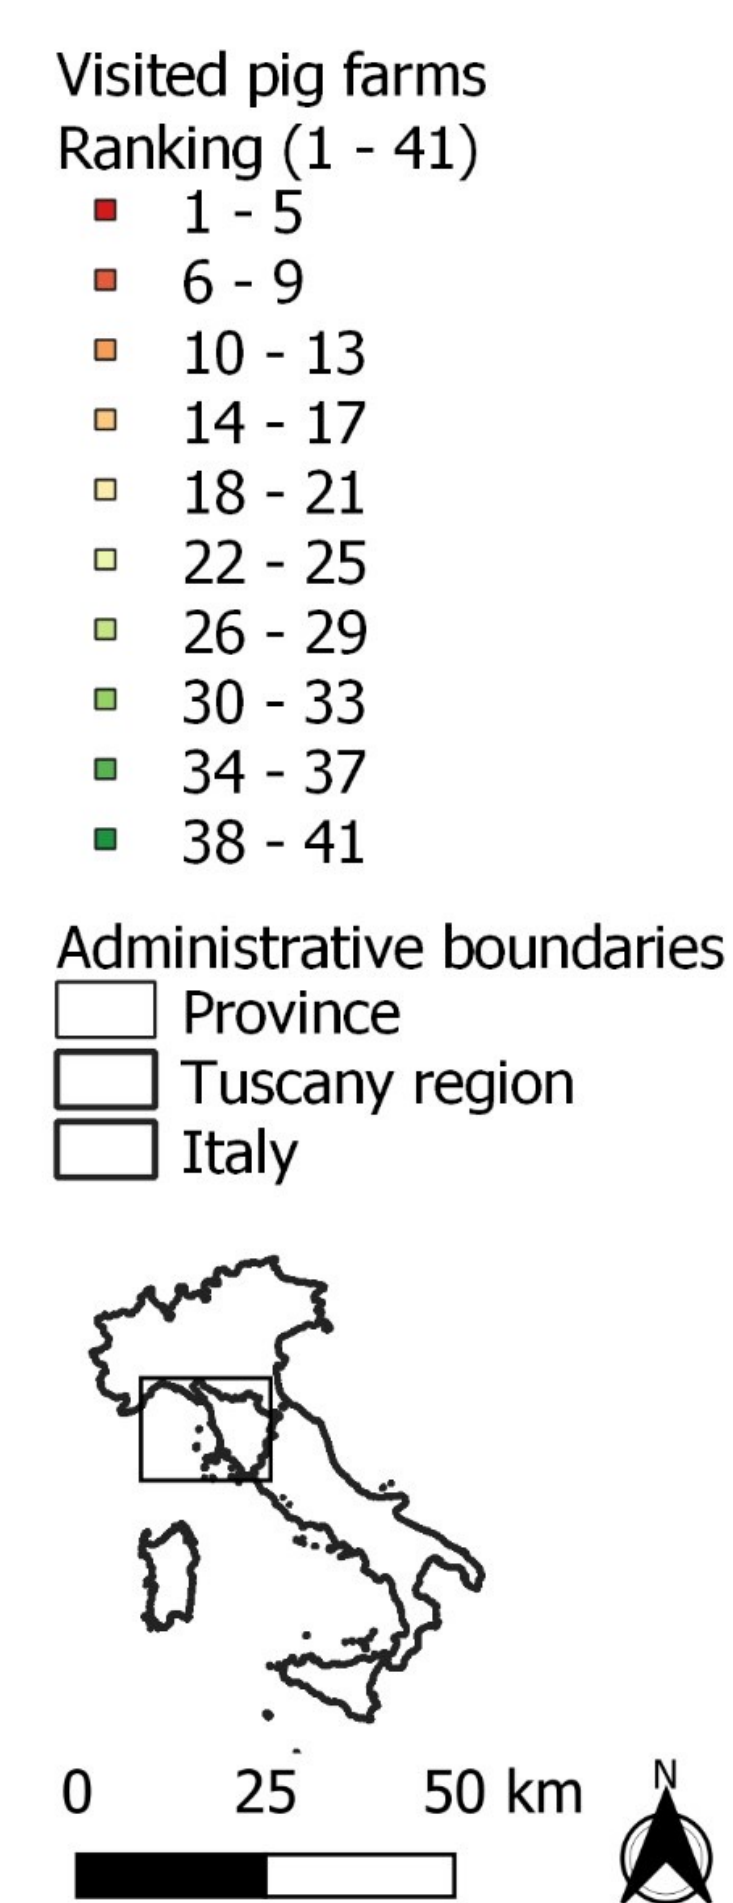 Visited pig farms
Ranking (1 - 41)
1 - 5
6 - 9
10 - 13
14 - 17
18 - 21
22 - 25
26 - 29
30 - 33
34 - 37
38 - 41
Administrative boundaries
Province
Tuscany region
Italy
0 25 50 km
N